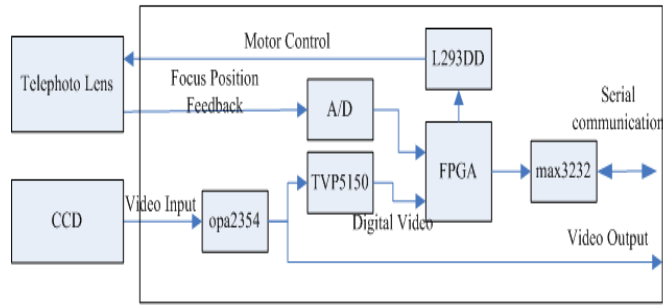 Motor Control
L293DD
Telephoto Lens
Focus Position
Feedback
A/D
Serial
communication
FPGA
max3232
TVP5150
CCD
Video Input
opa2354
Digital Video
Video Output